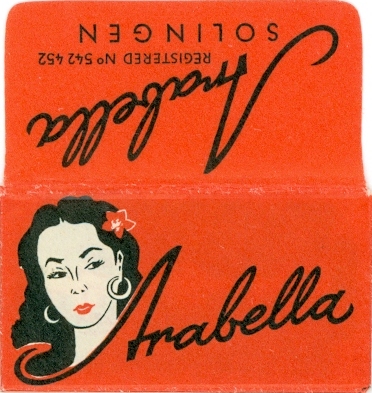 SOLINGEN
REGISTERED Nº 542 452
Arabella
Arabella